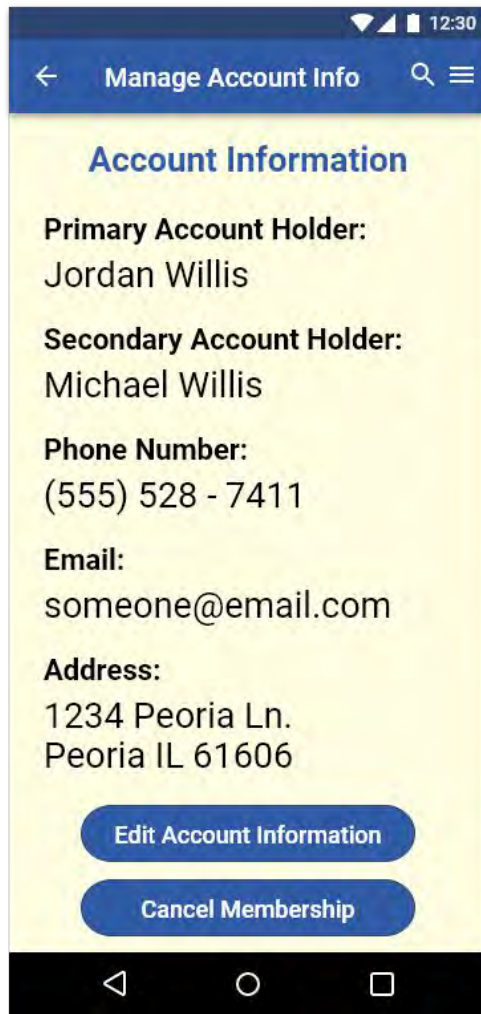 12:30
Manage Account Info
Account Information
Primary Account Holder:
Jordan Willis
Secondary Account Holder:
Michael Willis
Phone Number:
(555) 528 - 7411
Email:
someone@email.com
Address:
1234 Peoria Ln.
Peoria IL 61606
Edit Account Information
Cancel Membership